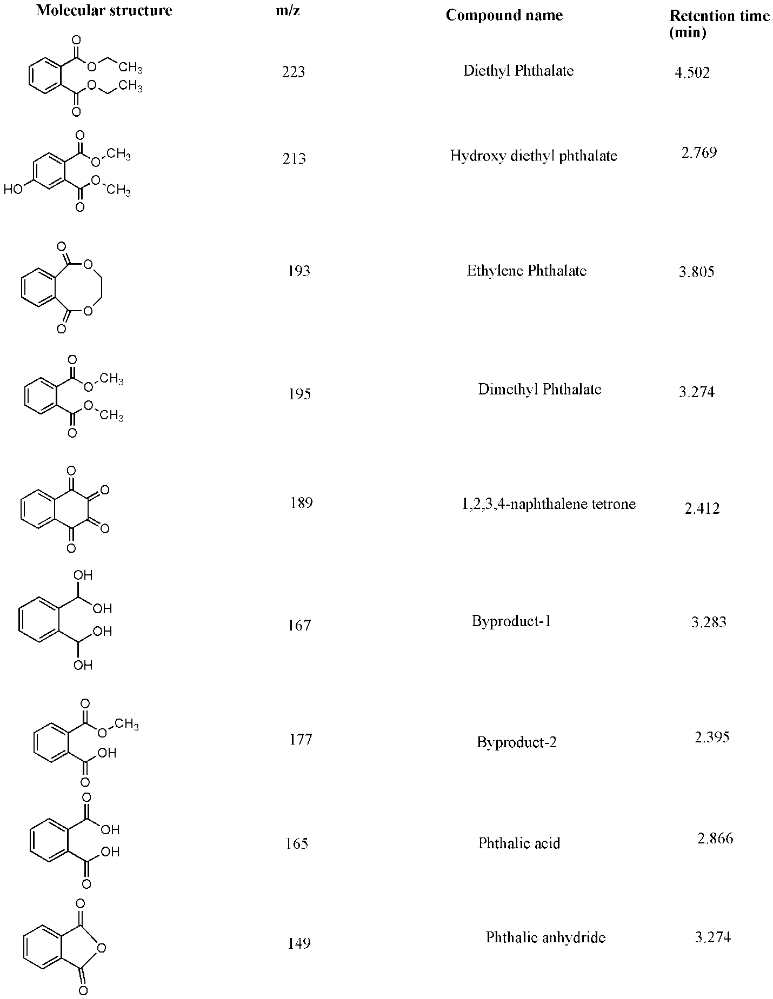 Molecular structure m/z Compound name Retention time
(min)
O
O CH3
O CH3
O
223 Diethyl Phthalate 4.502
O
O CH3
O CH3
HO
O
213 Hydroxy diethyl phthalate 2.769
O
O
O
O
193 Ethylene Phthalate 3.805
O
O CH3
O CH3
O
195 Dimethyl Phthalate 3.274
O
O
O
O
189 1,2,3,4-naphthalene tetrone 2.412
OH
OH
OH
OH
167 Byproduct-1 3.283
O
O CH3
OH
O
177 Byproduct-2 2.395
O
OH
OH
O
165 Phthalic acid 2.866
O
O
O
149 Phthalic anhydride 3.274